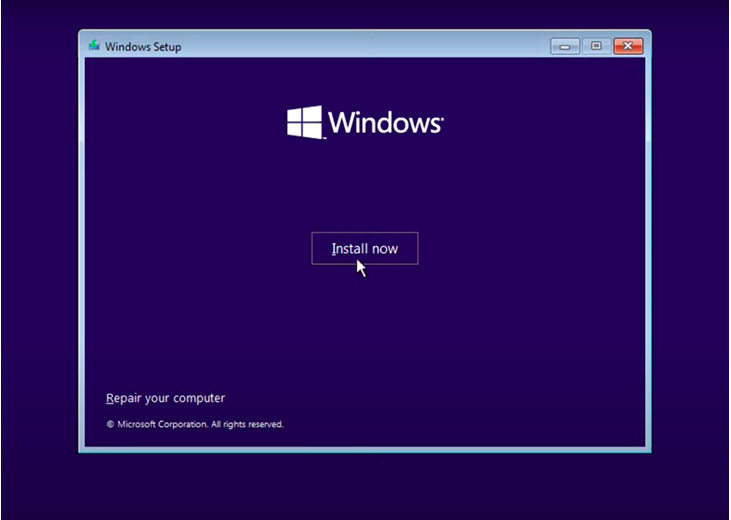 Windows Setup
Windows
Install now
Repair your computer
© Microsoft Corporation. All rights reserved.